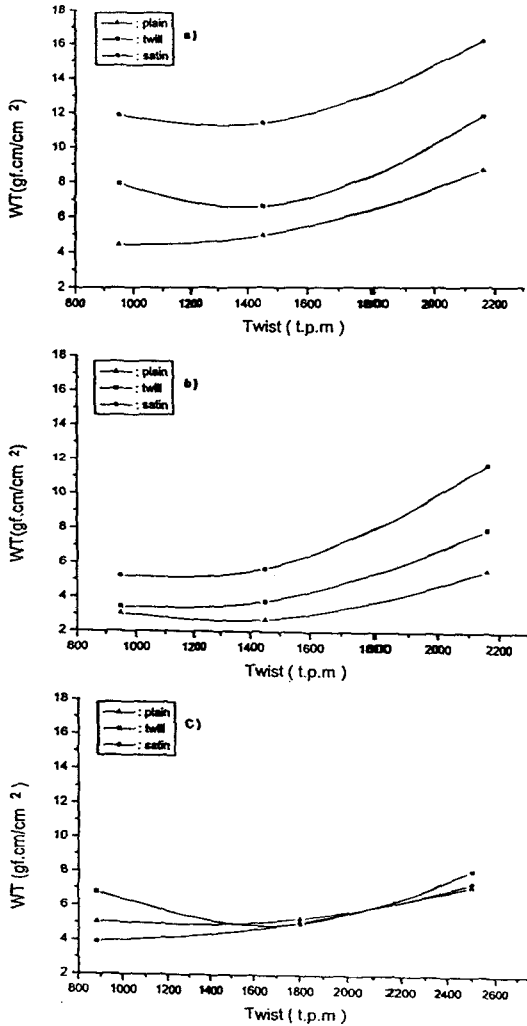 18
: plain
a)
16
: twill
14
: satin
12
10
8
6
4
2
WT(gf.cm/cm 2)
800 1000 1200 1400 1600 1800 2000 2200
Twist ( t.p.m )
18
: plain
b)
16
: twill
14
: satin
12
10
8
6
4
2
WT(gf.cm/cm 2)
800 1000 1200 1400 1600 1800 2000 2200
Twist ( t.p.m )
18
: plain
C)
16
: twill
14
: satin
12
10
8
6
4
2
WT (gf.cm/cm 2)
800 1000 1200 1400 1600 1800 2000 2200 2400 2600
Twist ( t.p.m )